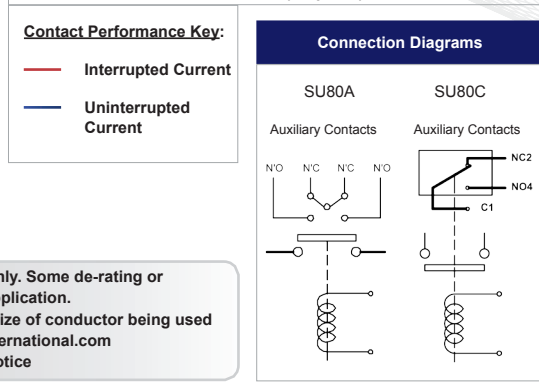 Contact Performance Key:
Interrupted Current
Uninterrupted
Current
nly. Some de-rating or
pplication.
ize of conductor being used
ernational.com
otice
Connection Diagrams
SU80A
Auxiliary Contacts
N'O N'C N'C N'O
SU80C
Auxiliary Contacts
NC2
NO4
C1